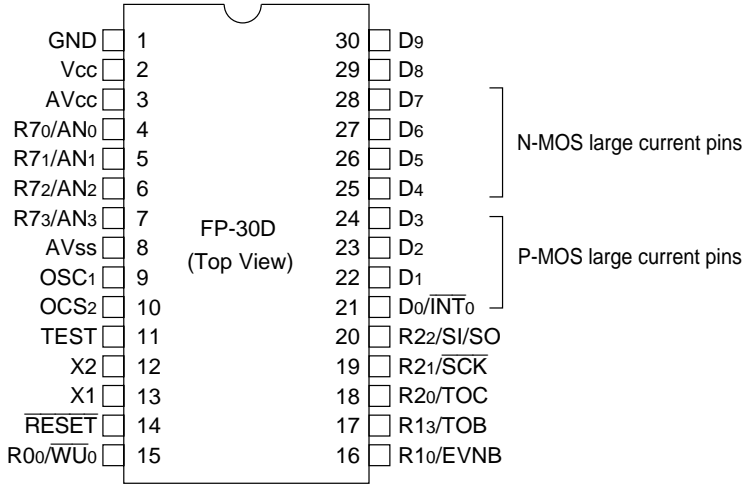 GND 1 30 D9
Vcc 2 29 D8
AVcc 3 28 D7
R70/AN0 4 27 D6
R71/AN1 5 26 D5
R72/AN2 6 25 D4
R73/AN3 7 24 D3
AVss 8 23 D2
OSC1 9 22 D1
OCS2 10 21 D0/INT0
TEST 11 20 R22/SI/SO
X2 12 19 R21/SCK
X1 13 18 R20/TOC
RESET 14 17 R13/TOB
R00/WU0 15 16 R10/EVNB
FP-30D
(Top View)
N-MOS large current pins
P-MOS large current pins